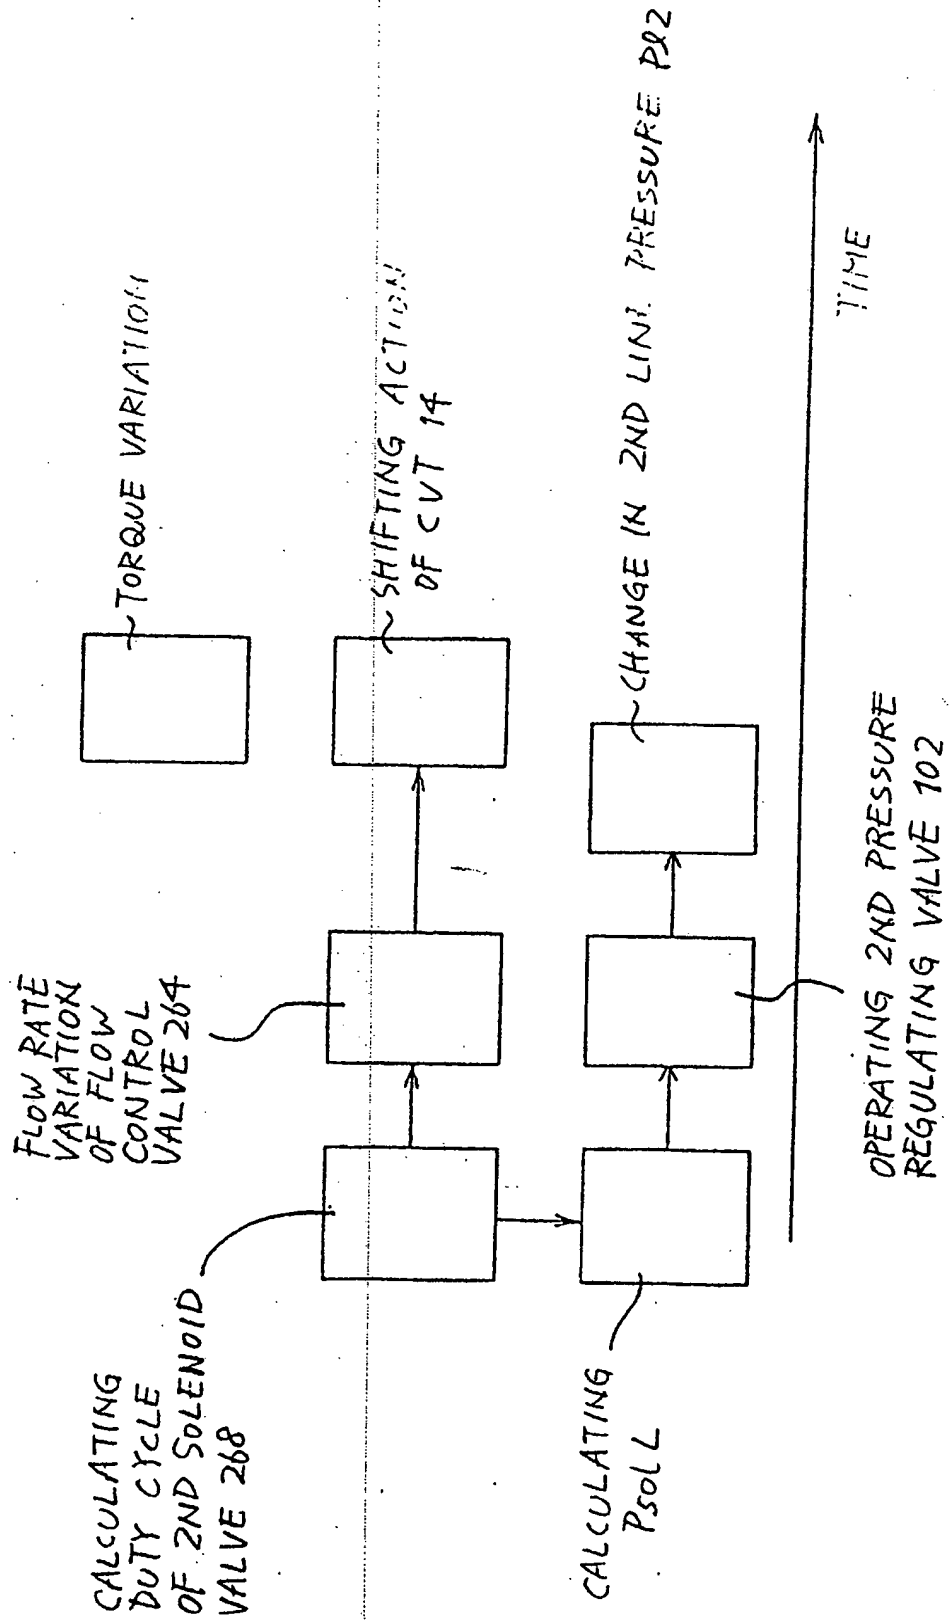 TORQUE VARIATION
FLOW RATE
VARIATION
OF FLOW
CONTROL
VALVE 264
CALCULATING
DUTY CYCLE
OF 2ND SOLENOID
VALVE 268
SHIFTING ACTION
OF CVT 14
CALCULATING
PsolL
CHANGE IN 2ND LINE PRESSURE Pℓ2
OPERATING 2ND PRESSURE
REGULATING VALVE 102
TIME